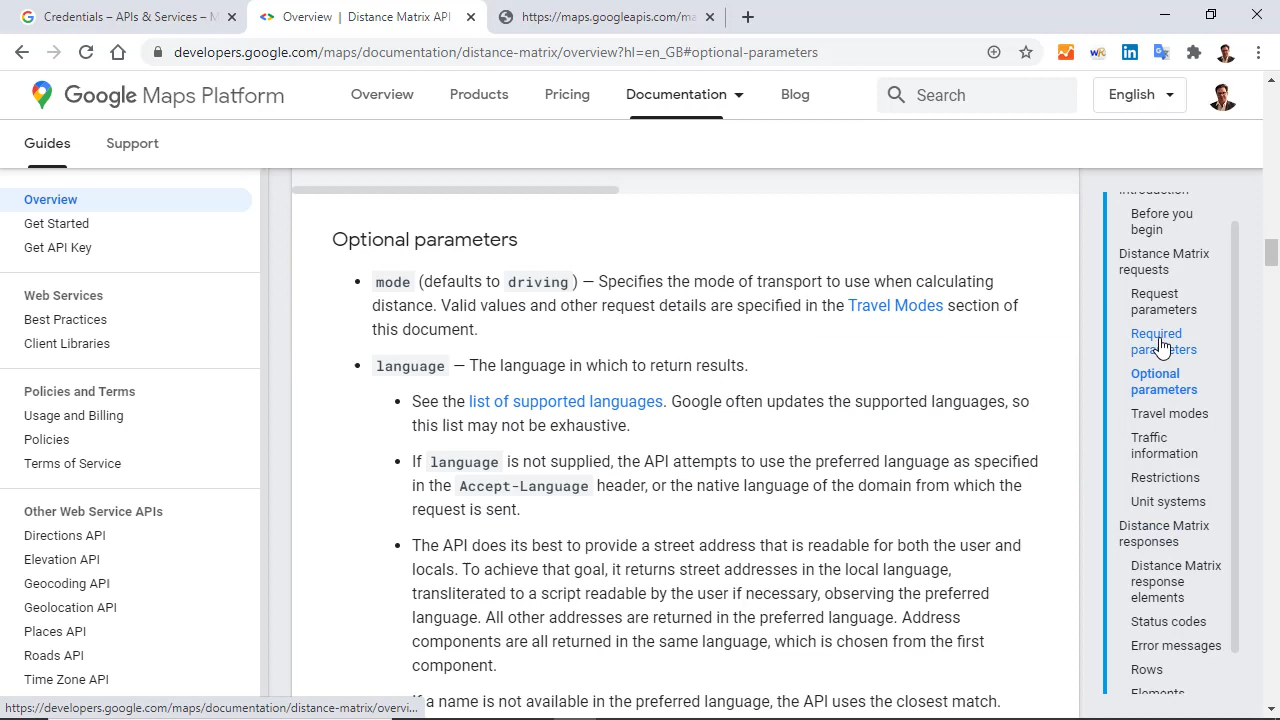 Credentials – APIs & Services – M
Overview | Distance Matrix API
https://maps.googleapis.com/ma
developers.google.com/maps/documentation/distance-matrix/overview?hl=en_GB#optional-parameters
Google Maps Platform
Overview
Products
Pricing
Documentation
Blog
Search
English
Guides
Support
Overview
Get Started
Get API Key
Web Services
Best Practices
Client Libraries
Policies and Terms
Usage and Billing
Policies
Terms of Service
Other Web Service APIs
Directions API
Elevation API
Geocoding API
Geolocation API
Places API
Roads API
Time Zone API
https://developers.google.com/maps/documentation/distance-matrix/overvi...
Optional parameters
• mode (defaults to driving) — Specifies the mode of transport to use when calculating
distance. Valid values and other request details are specified in the Travel Modes section of
this document.
• language — The language in which to return results.
• See the list of supported languages. Google often updates the supported languages, so
this list may not be exhaustive.
• If language is not supplied, the API attempts to use the preferred language as specified
in the Accept-Language header, or the native language of the domain from which the
request is sent.
• The API does its best to provide a street address that is readable for both the user and
locals. To achieve that goal, it returns street addresses in the local language,
transliterated to a script readable by the user if necessary, observing the preferred
language. All other addresses are returned in the preferred language. Address
components are all returned in the same language, which is chosen from the first
component.
a name is not available in the preferred language, the API uses the closest match.
Introduction
Before you
begin
Distance Matrix
requests
Request
parameters
Required
parameters
Optional
parameters
Travel modes
Traffic
information
Restrictions
Unit systems
Distance Matrix
responses
Distance Matrix
response
elements
Status codes
Error messages
Rows
Elements